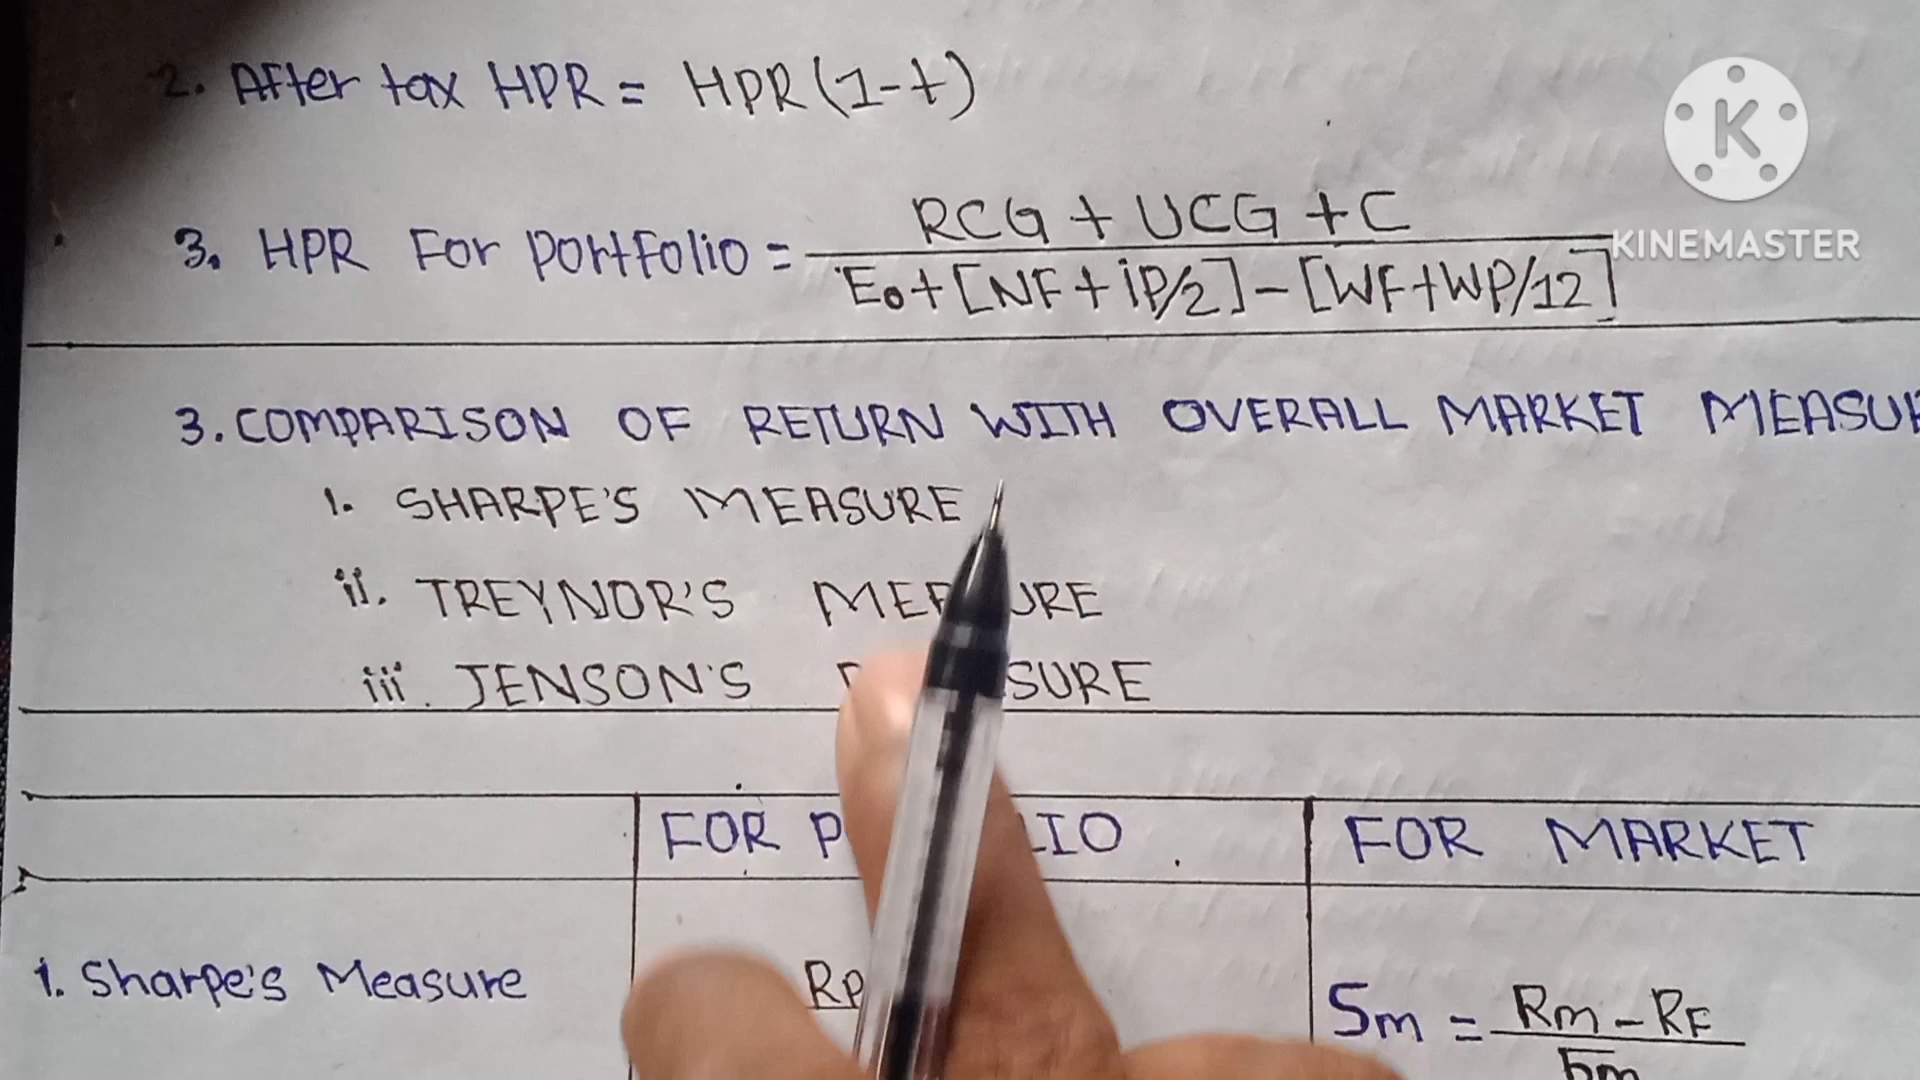 2. After tax HPR = HPR (1-t)
K
KINEMASTER
3. HPR For Portfolio = RCG + UCG + C
E0 + [NF + iP/2] - [WF+WP/12]
3. COMPARISON OF RETURN WITH OVERALL MARKET
i. SHARPE'S MEASURE
ii. TREYNOR'S
iii. JENSON'S
FOR
FOR MARKET
1. Sharpe's Measure
Rp
Sm = Rm - RF